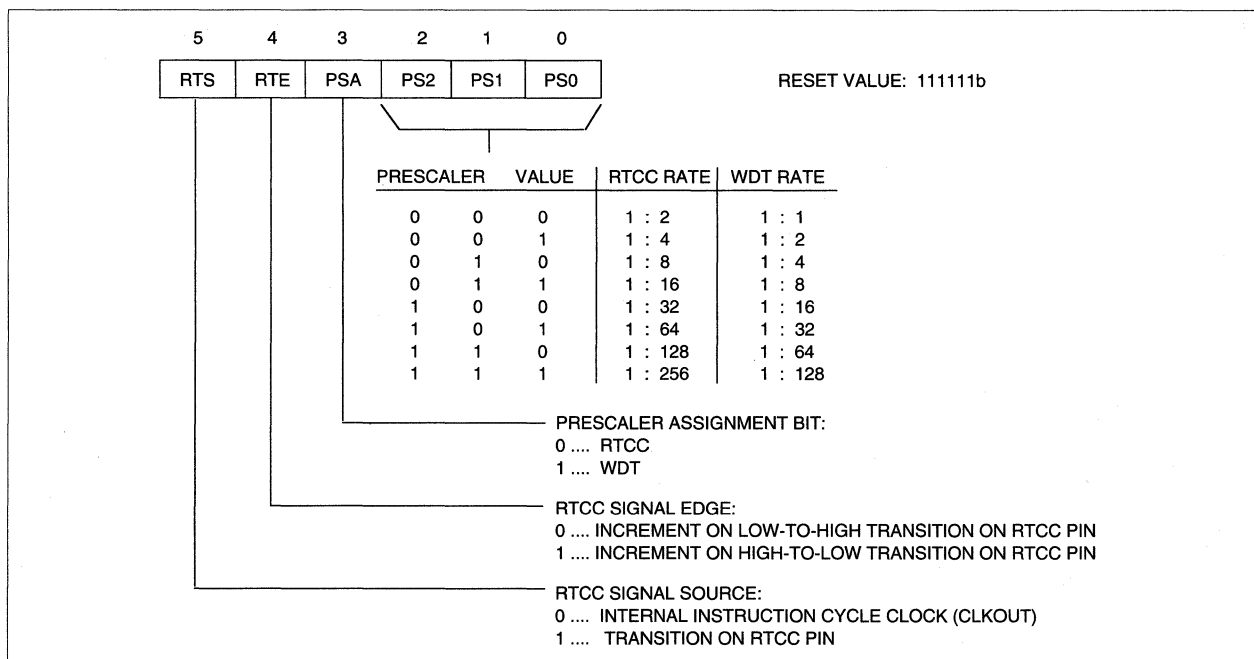 5 4 3 2 1 0
RTS RTE PSA PS2 PS1 PS0 RESET VALUE: 111111b
PRESCALER VALUE RTCC RATE WDT RATE
0 0 0 1 : 2 1 : 1
0 0 1 1 : 4 1 : 2
0 1 0 1 : 8 1 : 4
0 1 1 1 : 16 1 : 8
1 0 0 1 : 32 1 : 16
1 0 1 1 : 64 1 : 32
1 1 0 1 : 128 1 : 64
1 1 1 1 : 256 1 : 128
PRESCALER ASSIGNMENT BIT:
0 .... RTCC
1 .... WDT
RTCC SIGNAL EDGE:
0 .... INCREMENT ON LOW-TO-HIGH TRANSITION ON RTCC PIN
1 .... INCREMENT ON HIGH-TO-LOW TRANSITION ON RTCC PIN
RTCC SIGNAL SOURCE:
0 .... INTERNAL INSTRUCTION CYCLE CLOCK (CLKOUT)
1 .... TRANSITION ON RTCC PIN